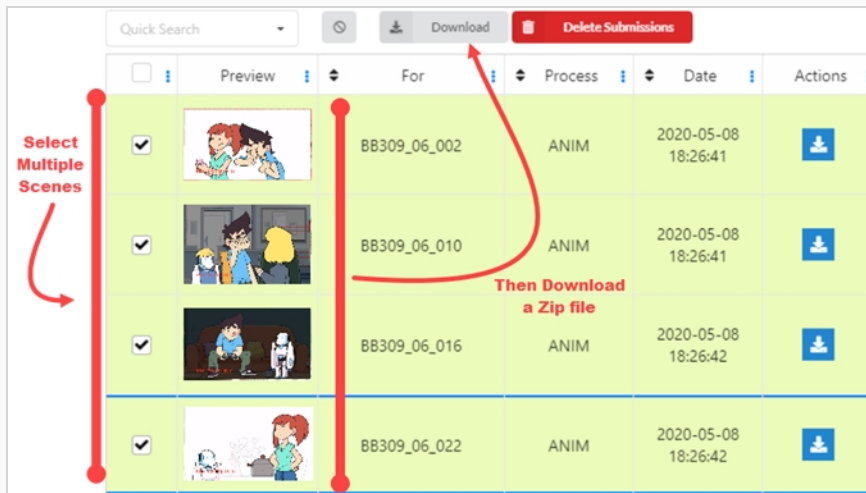 Quick Search
Download
Delete Submissions
Preview
For
Process
Date
Actions
Select
Multiple
Scenes
BB309_06_002
ANIM
2020-05-08
18:26:41
BB309_06_010
ANIM
2020-05-08
18:26:41
Then Download
a Zip file
BB309_06_016
ANIM
2020-05-08
18:26:42
BB309_06_022
ANIM
2020-05-08
18:26:42